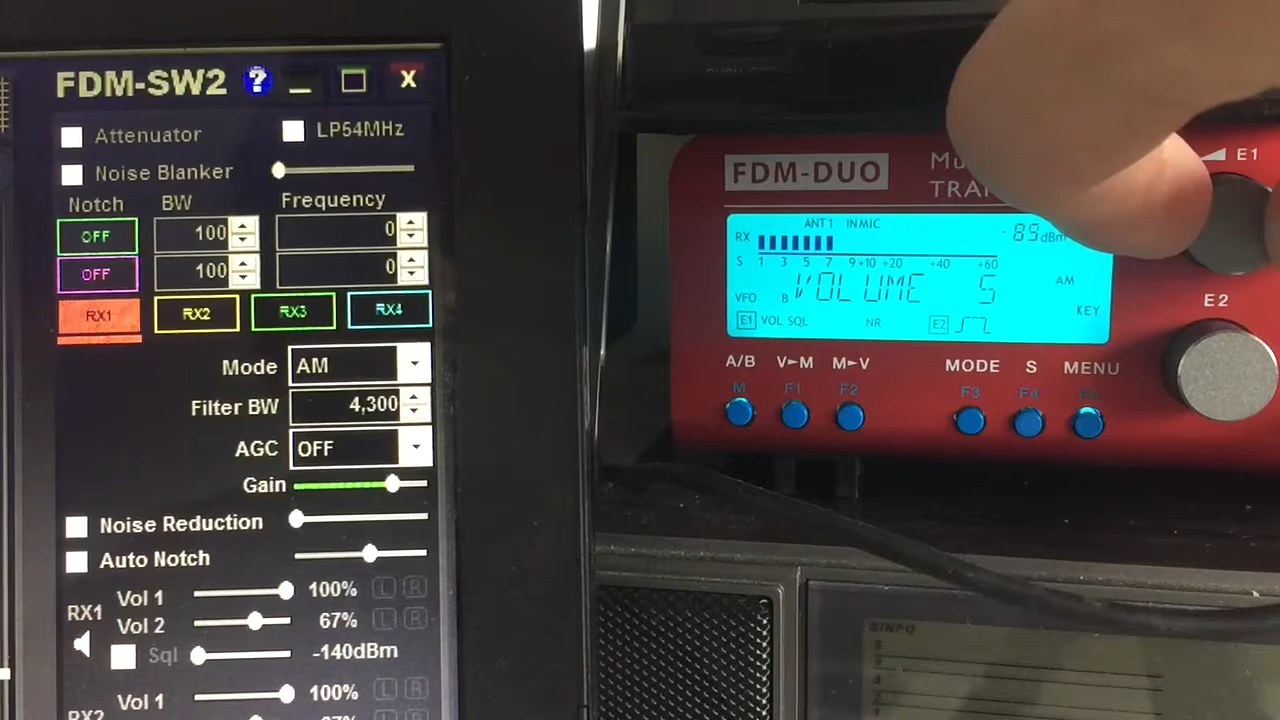 FDM-SW2 ? X
Attenuator LP54MHz
Noise Blanker
Notch BW Frequency
OFF 100 0
OFF 100 0
RX1 RX2 RX3 RX4
Mode AM
Filter BW 4,300
AGC OFF
Gain
Noise Reduction
Auto Notch
RX1
Vol 1 100% L R
Vol 2 67% L R
Sql -140dBm
RX2
Vol 1 100% L R
67%
FDM-DUO
E1
ANT1 INMIC
RX -89dBm
S 1 3 5 7 9 +10 +20 +40 +60
VFO B VOLUME 5 AM
KEY
E1 VOL SQL NR E2
E2
A/B V►M M►V MODE S MENU
M F1 F2 F3 F4 F5
SINPO